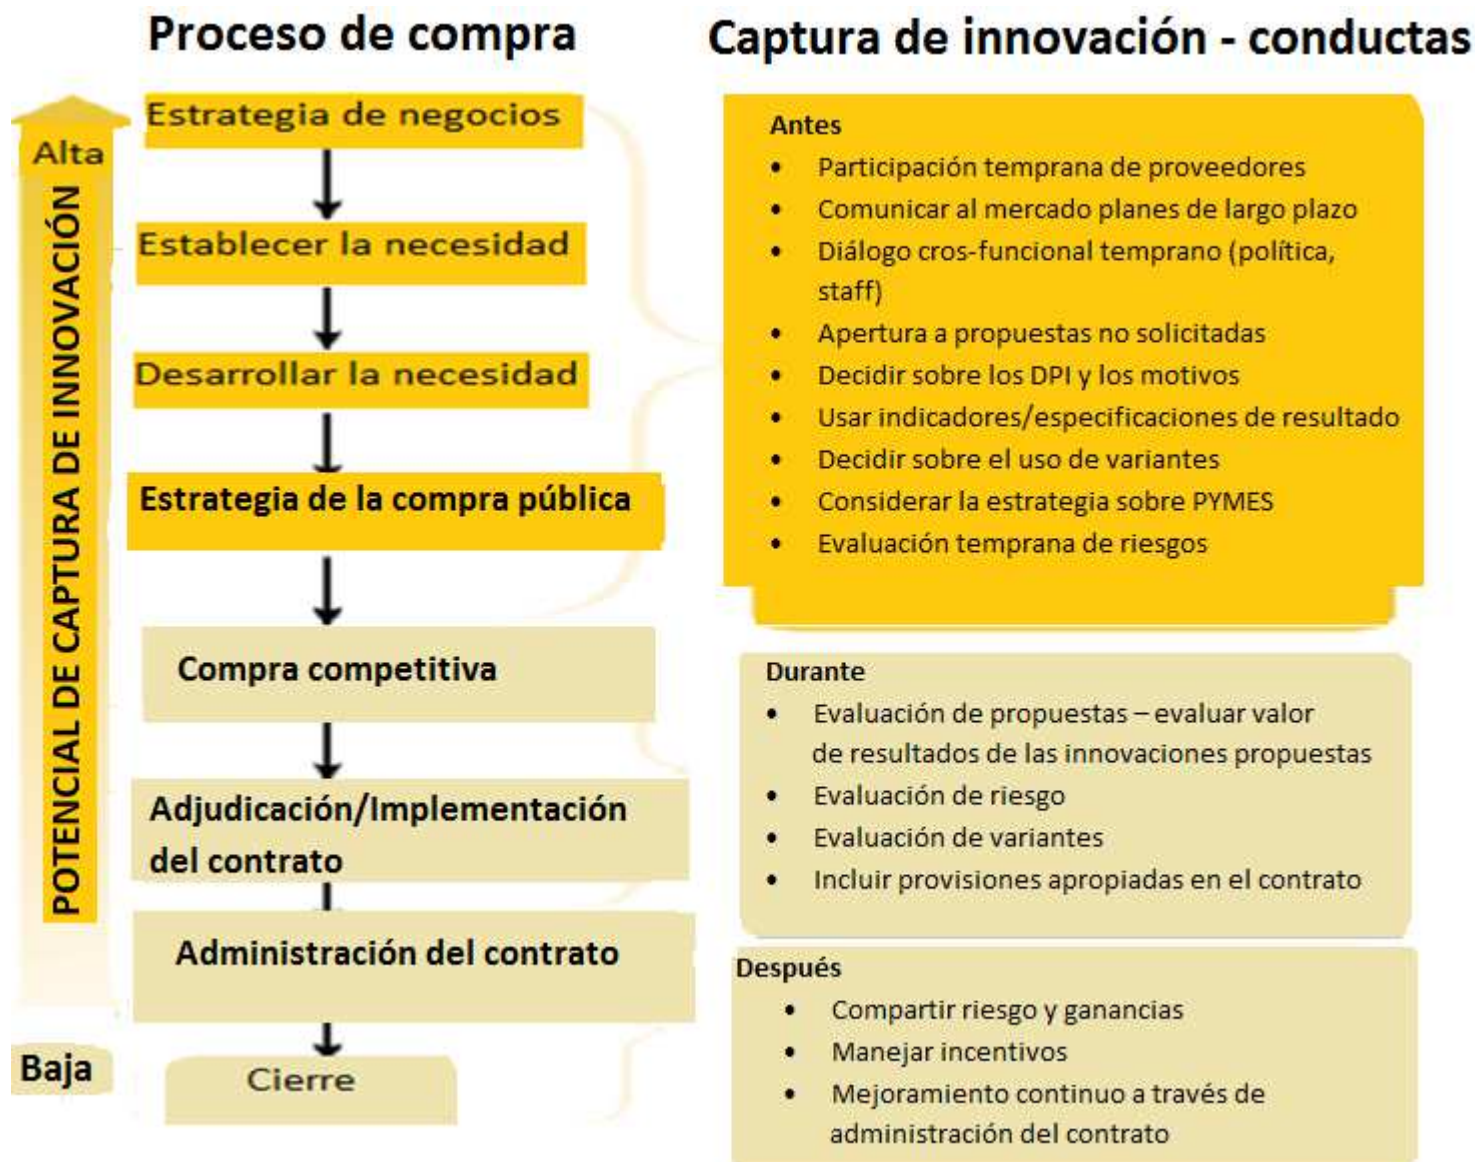 Proceso de compra
Captura de innovación - conductas
Alta
POTENCIAL DE CAPTURA DE INNOVACIÓN
Baja
Estrategia de negocios
Establecer la necesidad
Desarrollar la necesidad
Estrategia de la compra pública
Compra competitiva
Adjudicación/Implementación
del contrato
Administración del contrato
Cierre
Antes
• Participación temprana de proveedores
• Comunicar al mercado planes de largo plazo
• Diálogo cros-funcional temprano (política,
staff)
• Apertura a propuestas no solicitadas
• Decidir sobre los DPI y los motivos
• Usar indicadores/especificaciones de resultado
• Decidir sobre el uso de variantes
• Considerar la estrategia sobre PYMES
• Evaluación temprana de riesgos
Durante
• Evaluación de propuestas – evaluar valor
de resultados de las innovaciones propuestas
• Evaluación de riesgo
• Evaluación de variantes
• Incluir provisiones apropiadas en el contrato
Después
• Compartir riesgo y ganancias
• Manejar incentivos
• Mejoramiento continuo a través de
administración del contrato